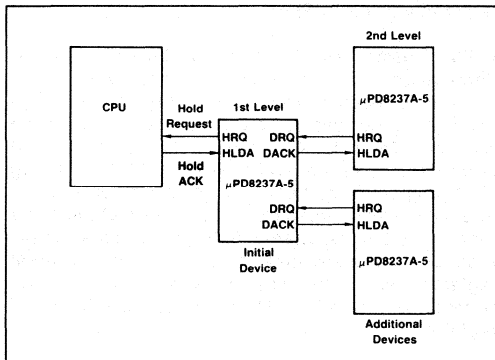 2nd Level
CPU
Hold
Request
1st Level
μPD8237A-5
HRQ
DRQ
HRQ
HLDA
DACK
HLDA
Hold
ACK
μPD8237A-5
DRQ
HRQ
DACK
HLDA
Initial
Device
μPD8237A-5
Additional
Devices